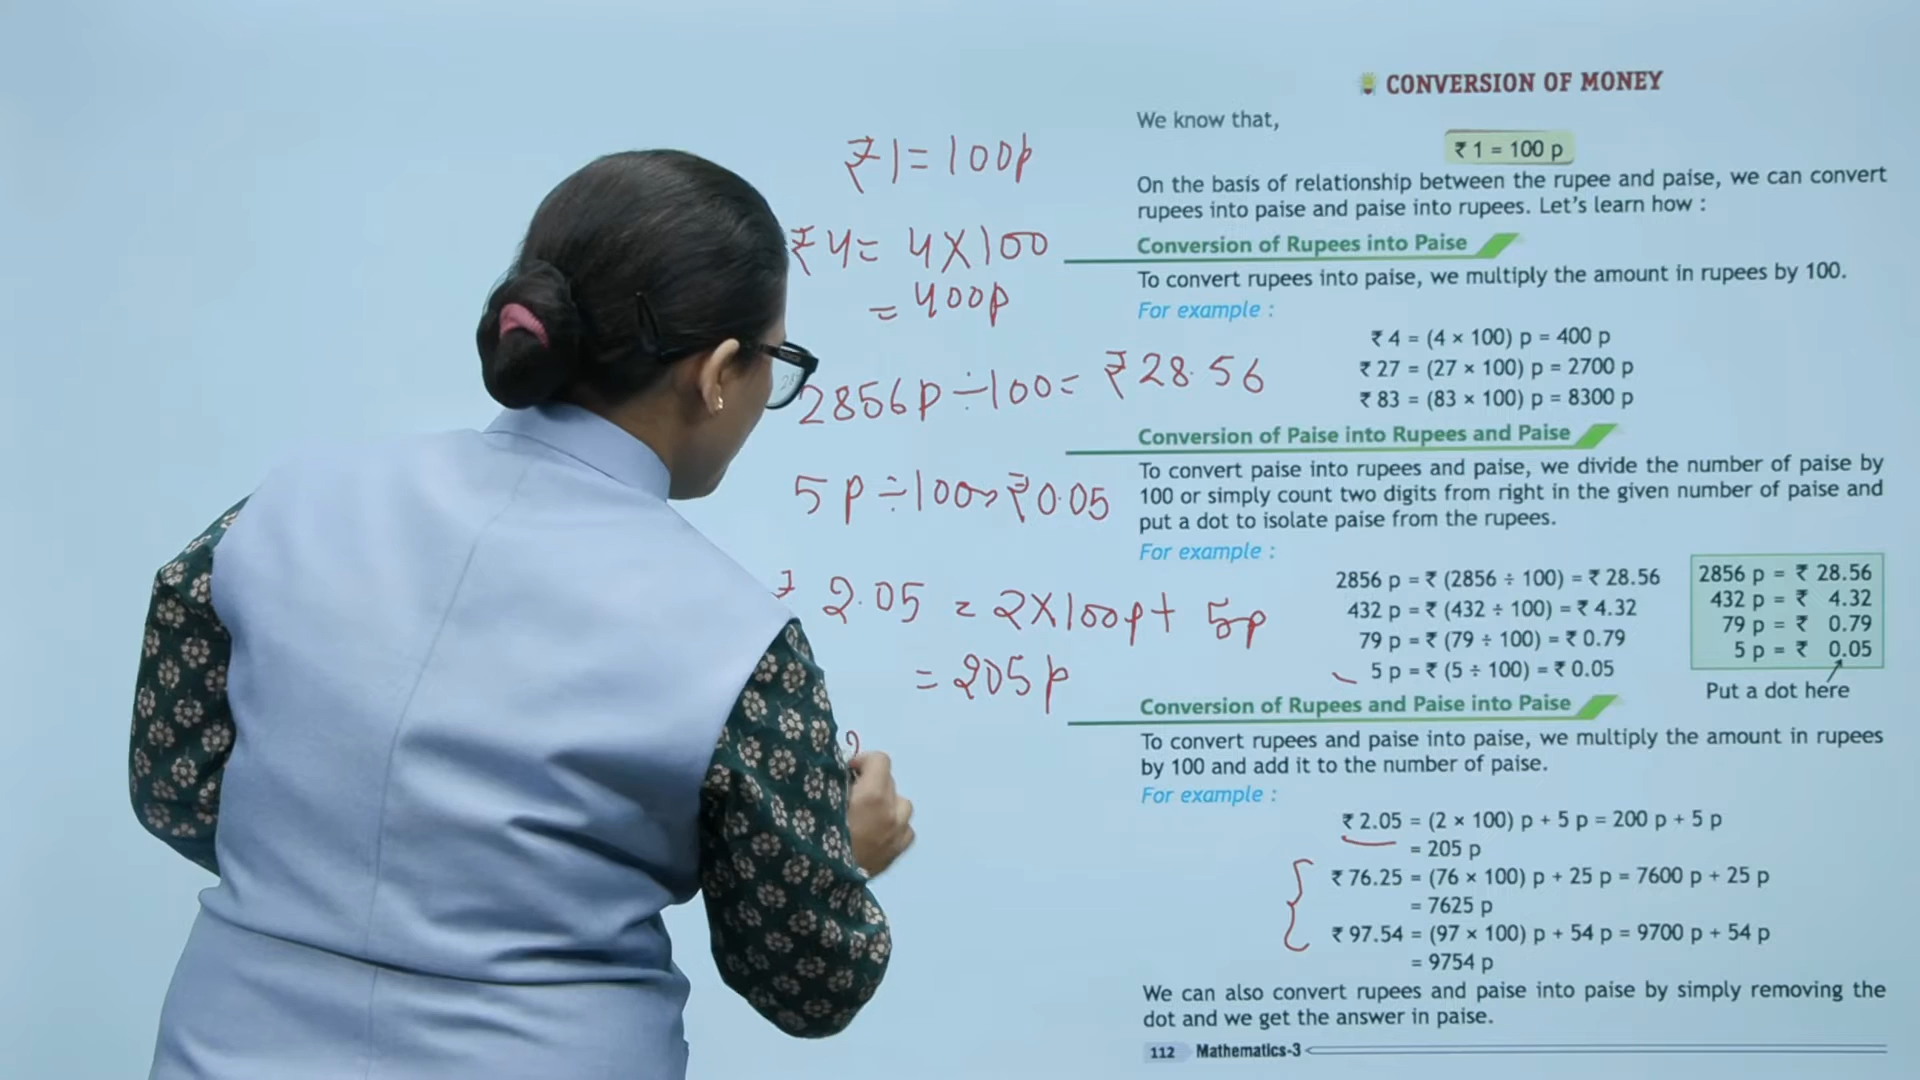 ₹1 = 100p
₹4 = 4X100
= 400p
2856p ÷ 100 = ₹28.56
5p ÷ 100 = ₹0.05
₹ 2.05 = 2X100p + 5p
= 205p
CONVERSION OF MONEY
We know that,
₹ 1 = 100 p
On the basis of relationship between the rupee and paise, we can convert
rupees into paise and paise into rupees. Let's learn how :
Conversion of Rupees into Paise
To convert rupees into paise, we multiply the amount in rupees by 100.
For example :
₹ 4 = (4 × 100) p = 400 p
₹ 27 = (27 × 100) p = 2700 p
₹ 83 = (83 × 100) p = 8300 p
Conversion of Paise into Rupees and Paise
To convert paise into rupees and paise, we divide the number of paise by
100 or simply count two digits from right in the given number of paise and
put a dot to isolate paise from the rupees.
For example :
2856 p = ₹ (2856 ÷ 100) = ₹ 28.56
432 p = ₹ (432 ÷ 100) = ₹ 4.32
79 p = ₹ (79 ÷ 100) = ₹ 0.79
5 p = ₹ (5 ÷ 100) = ₹ 0.05
2856 p = ₹ 28.56
432 p = ₹ 4.32
79 p = ₹ 0.79
5 p = ₹ 0.05
Put a dot here
Conversion of Rupees and Paise into Paise
To convert rupees and paise into paise, we multiply the amount in rupees
by 100 and add it to the number of paise.
For example :
₹ 2.05 = (2 × 100) p + 5 p = 200 p + 5 p
= 205 p
₹ 76.25 = (76 × 100) p + 25 p = 7600 p + 25 p
= 7625 p
₹ 97.54 = (97 × 100) p + 54 p = 9700 p + 54 p
= 9754 p
We can also convert rupees and paise into paise by simply removing the
dot and we get the answer in paise.
112 Mathematics-3